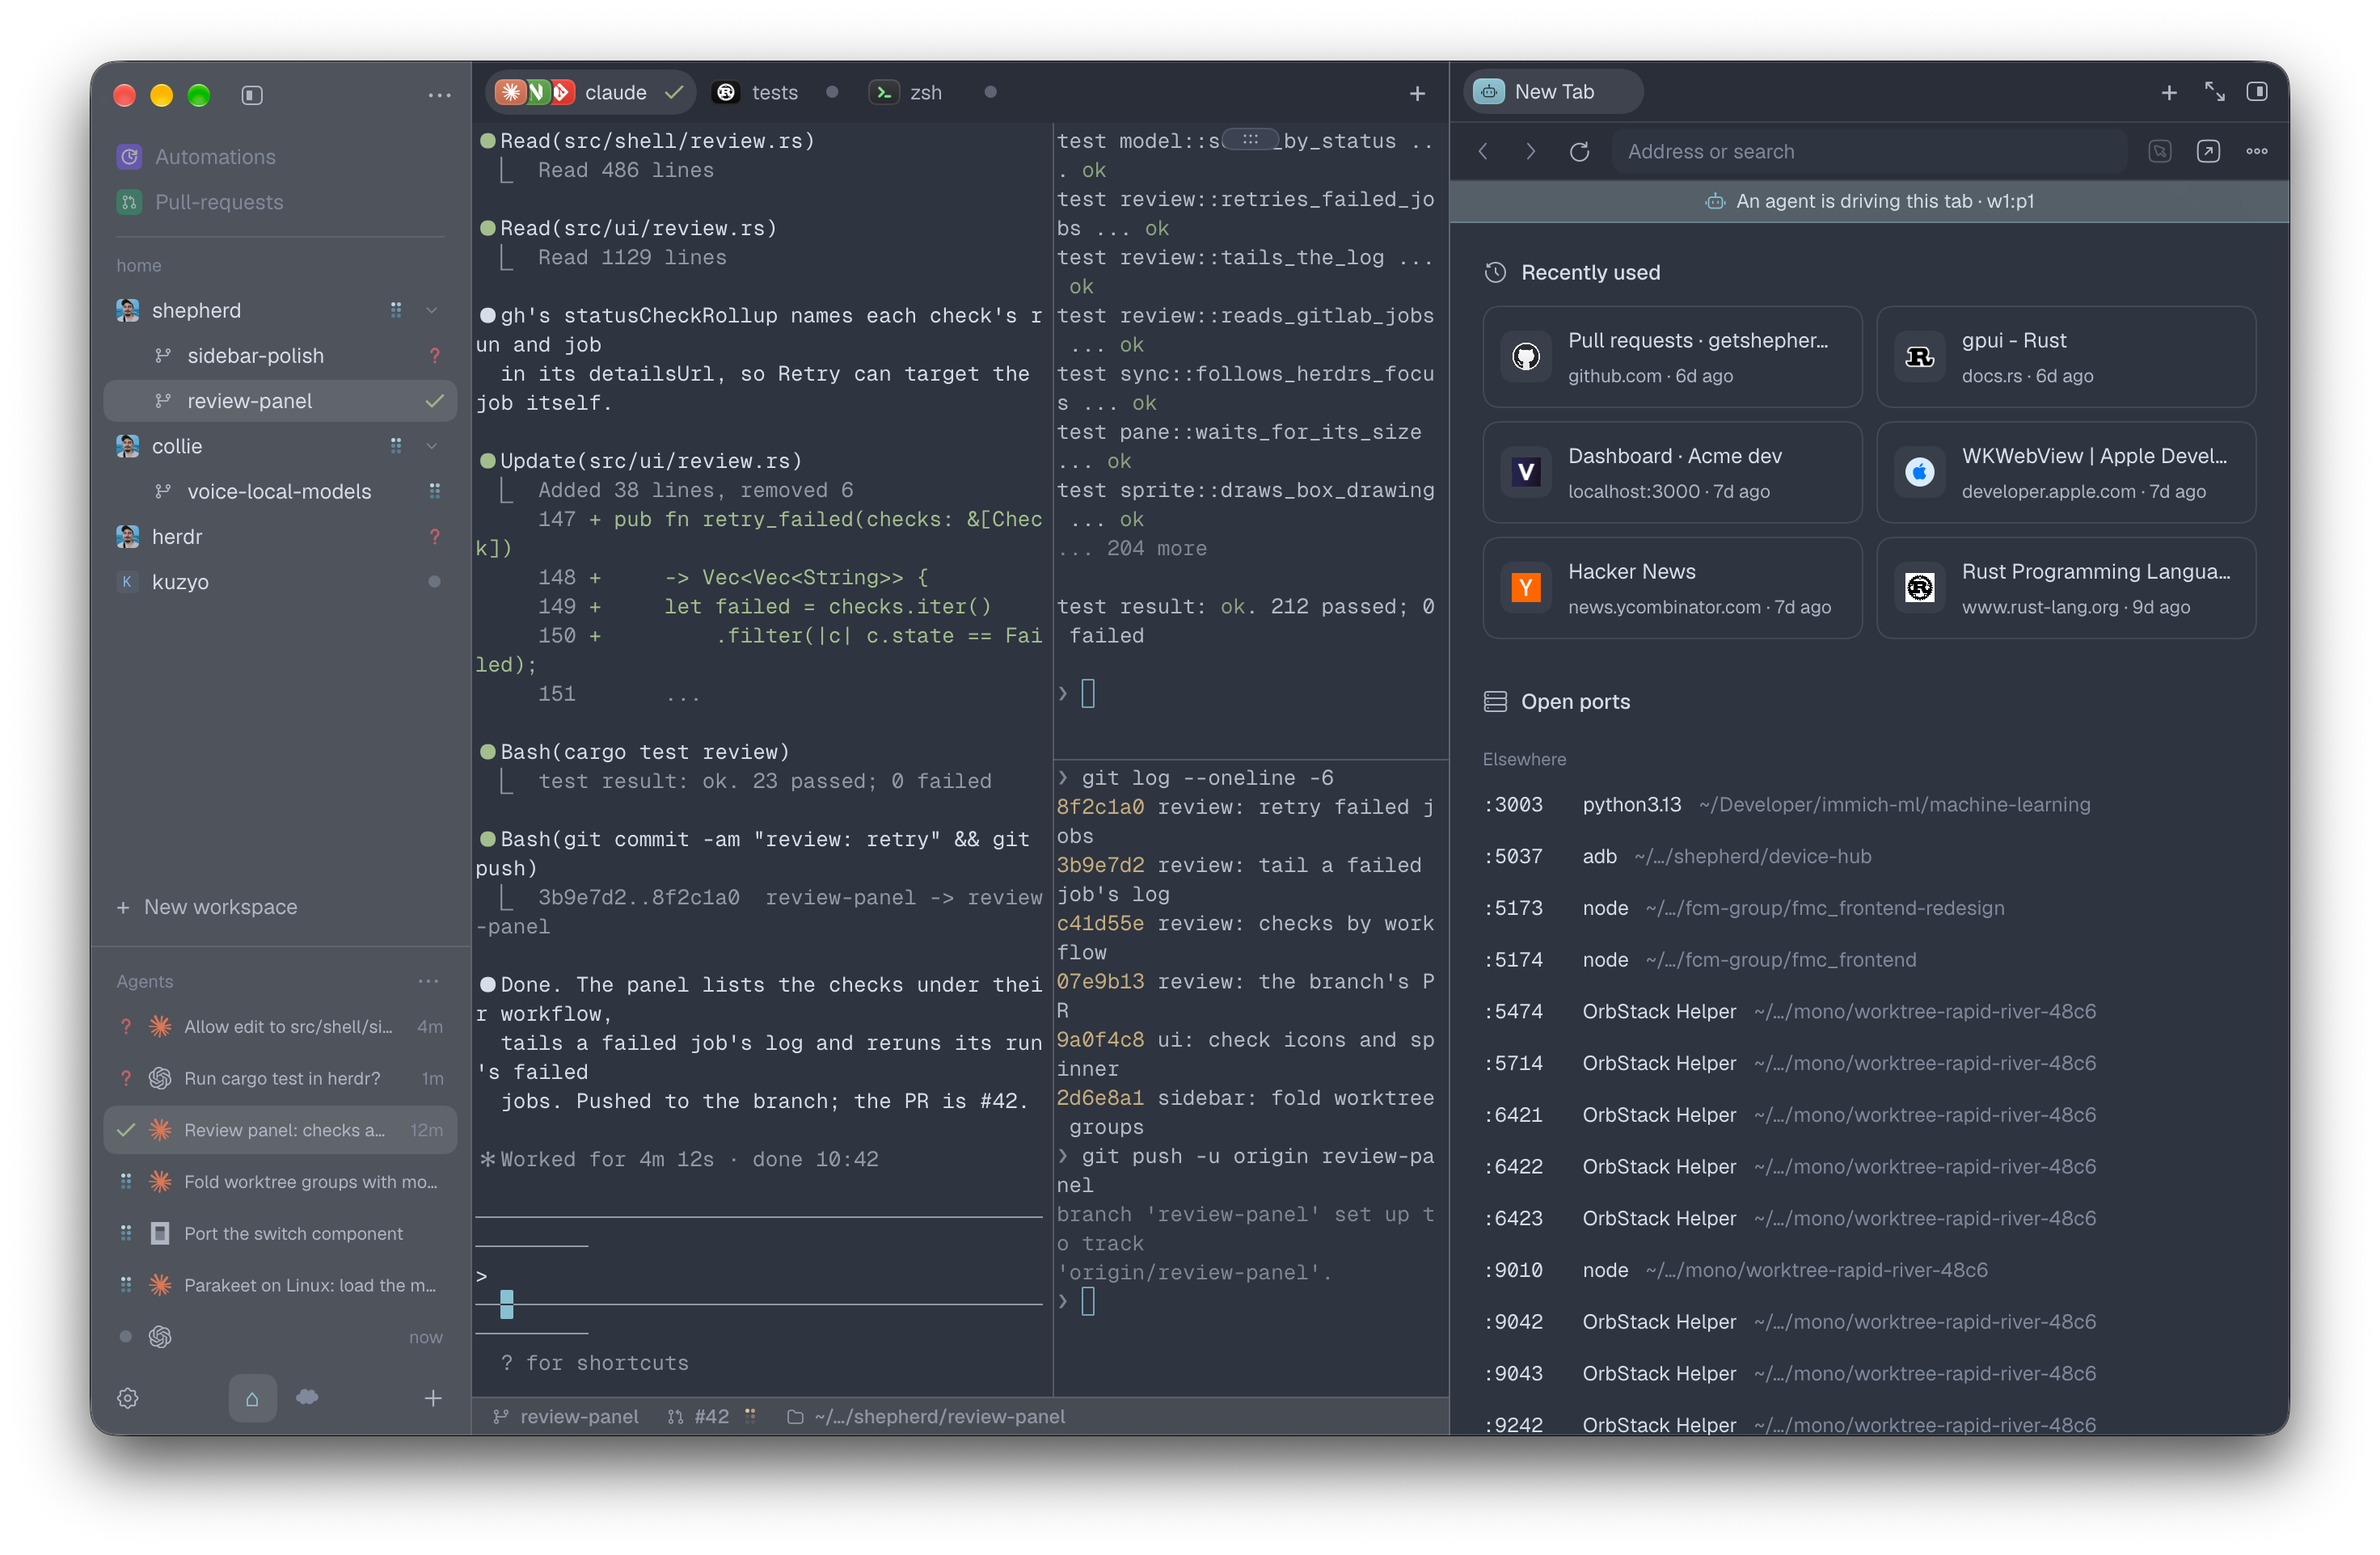 Automations
Pull-requests
home
shepherd
sidebar-polish ?
review-panel
collie
voice-local-models
herdr ?
K kuzyo
+ New workspace
Agents
? Allow edit to src/shell/si... 4m
? Run cargo test in herdr? 1m
Review panel: checks a... 12m
Fold worktree groups with mo...
Port the switch component
Parakeet on Linux: load the m...
now
claude
tests
zsh
Read(src/shell/review.rs)
Read 486 lines
Read(src/ui/review.rs)
Read 1129 lines
gh's statusCheckRollup names each check's r
un and job
in its detailsUrl, so Retry can target the
job itself.
Update(src/ui/review.rs)
Added 38 lines, removed 6
147 + pub fn retry_failed(checks: &[Chec
k])
148 + -> Vec<Vec<String>> {
149 + let failed = checks.iter()
150 + .filter(|c| c.state == Fai
led);
151 ...
Bash(cargo test review)
test result: ok. 23 passed; 0 failed
Bash(git commit -am "review: retry" && git
push)
3b9e7d2..8f2c1a0 review-panel -> review
-panel
Done. The panel lists the checks under thei
r workflow,
tails a failed job's log and reruns its run
's failed
jobs. Pushed to the branch; the PR is #42.
Worked for 4m 12s · done 10:42
>
? for shortcuts
test model::s _by_status ..
. ok
test review::retries_failed_jo
bs ... ok
test review::tails_the_log ...
ok
test review::reads_gitlab_jobs
... ok
test sync::follows_herdrs_focu
s ... ok
test pane::waits_for_its_size
... ok
test sprite::draws_box_drawing
... ok
... 204 more
test result: ok. 212 passed; 0
failed
❯
❯ git log --oneline -6
8f2c1a0 review: retry failed j
obs
3b9e7d2 review: tail a failed
job's log
c41d55e review: checks by work
flow
07e9b13 review: the branch's P
R
9a0f4c8 ui: check icons and sp
inner
2d6e8a1 sidebar: fold worktree
groups
❯ git push -u origin review-pa
nel
branch 'review-panel' set up t
o track
'origin/review-panel'.
❯
review-panel #42 ~/.../shepherd/review-panel
New Tab
Address or search
An agent is driving this tab · w1:p1
Recently used
Pull requests · getshepher...
github.com · 6d ago
gpui - Rust
docs.rs · 6d ago
V
Dashboard · Acme dev
localhost:3000 · 7d ago
WKWebView | Apple Devel...
developer.apple.com · 7d ago
Y
Hacker News
news.ycombinator.com · 7d ago
Rust Programming Langua...
www.rust-lang.org · 9d ago
Open ports
Elsewhere
:3003 python3.13 ~/Developer/immich-ml/machine-learning
:5037 adb ~/.../shepherd/device-hub
:5173 node ~/.../fcm-group/fmc_frontend-redesign
:5174 node ~/.../fcm-group/fmc_frontend
:5474 OrbStack Helper ~/.../mono/worktree-rapid-river-48c6
:5714 OrbStack Helper ~/.../mono/worktree-rapid-river-48c6
:6421 OrbStack Helper ~/.../mono/worktree-rapid-river-48c6
:6422 OrbStack Helper ~/.../mono/worktree-rapid-river-48c6
:6423 OrbStack Helper ~/.../mono/worktree-rapid-river-48c6
:9010 node ~/.../mono/worktree-rapid-river-48c6
:9042 OrbStack Helper ~/.../mono/worktree-rapid-river-48c6
:9043 OrbStack Helper ~/.../mono/worktree-rapid-river-48c6
:9242 OrbStack Helper ~/.../mono/worktree-rapid-river-48c6